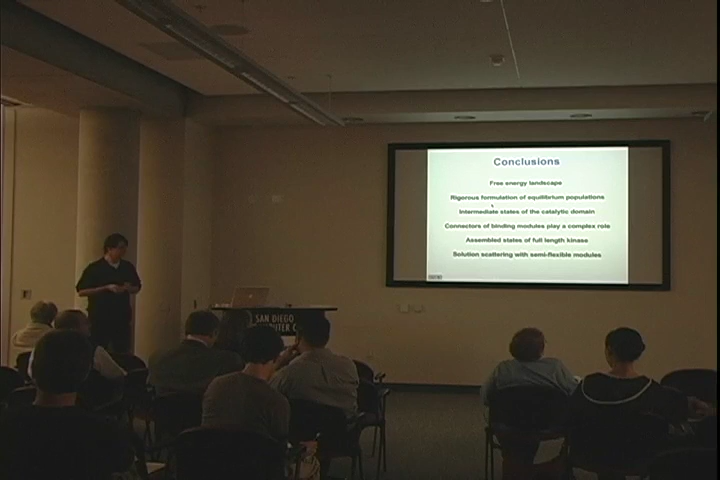 Conclusions
Free energy landscape
Rigorous formulation of equilibrium populations
Intermediate states of the catalytic domain
Connectors of binding modules play a complex role
Assembled states of full length kinase
Solution scattering with semi-flexible modules
SAN DIEGO